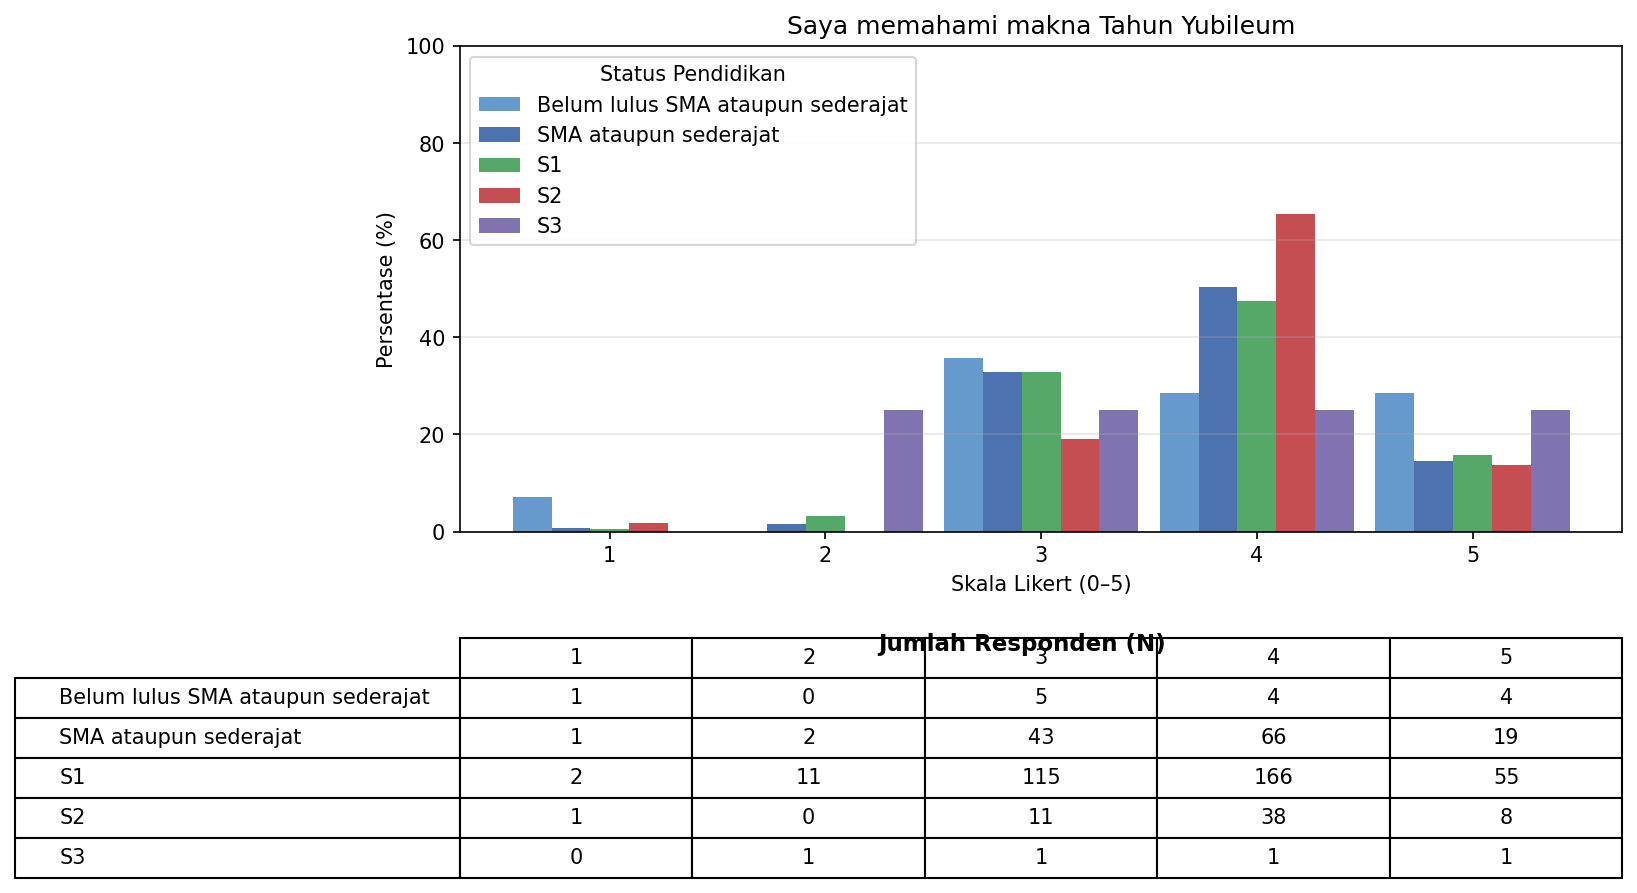 Saya memahami makna Tahun Yubileum
100
80
60
40
20
0
Persentase (%)
Status Pendidikan
Belum lulus SMA ataupun sederajat
SMA ataupun sederajat
S1
S2
S3
1 2 3 4 5
Skala Likert (0–5)
Jumlah Responden (N)
1 2 3 4 5
Belum lulus SMA ataupun sederajat 1 0 5 4 4
SMA ataupun sederajat 1 2 43 66 19
S1 2 11 115 166 55
S2 1 0 11 38 8
S3 0 1 1 1 1